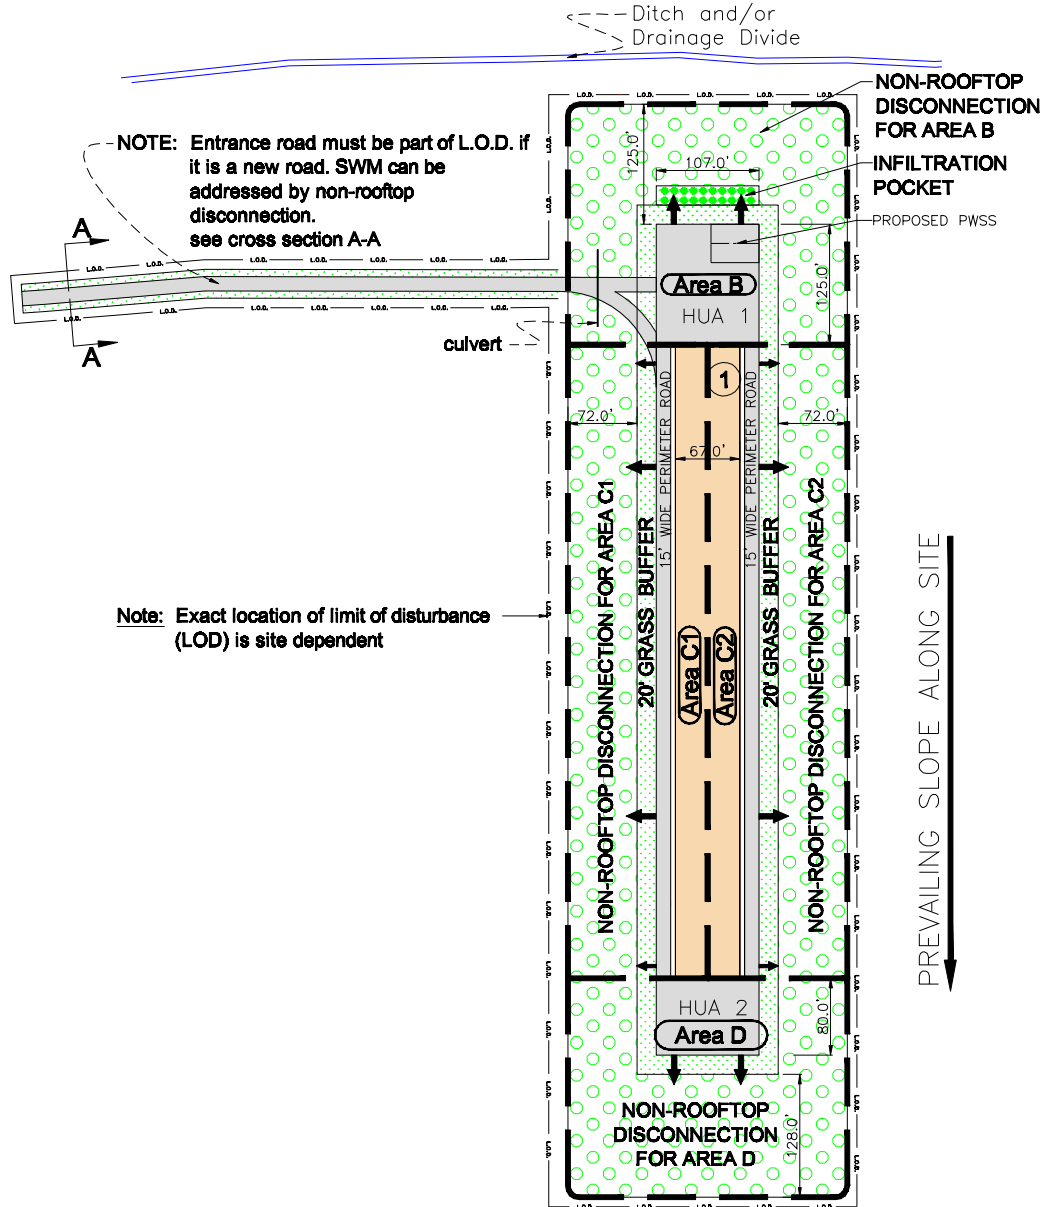 Ditch and/or
Drainage Divide
NON-ROOFTOP
DISCONNECTION
FOR AREA B
INFILTRATION
POCKET
PROPOSED PWSS
NOTE: Entrance road must be part of L.O.D. if
it is a new road. SWM can be
addressed by non-rooftop
disconnection.
see cross section A-A
L.O.D. L.O.D. L.O.D. L.O.D. L.O.D.
125.0'
107.0'
A
L.O.D. L.O.D. L.O.D. L.O.D. L.O.D. L.O.D. L.O.D.
Area B
HUA 1
125.0'
L.O.D. L.O.D. L.O.D. L.O.D. L.O.D. L.O.D. L.O.D.
A
culvert
1
72.0'
67.0'
72.0'
15' WIDE PERIMETER ROAD
15' WIDE PERIMETER ROAD
NON-ROOFTOP DISCONNECTION FOR AREA C1
20' GRASS BUFFER
Area C1
Area C2
20' GRASS BUFFER
NON-ROOFTOP DISCONNECTION FOR AREA C2
PREVAILING SLOPE ALONG SITE
Note: Exact location of limit of disturbance
(LOD) is site dependent
HUA 2
Area D
80.0'
NON-ROOFTOP
DISCONNECTION
FOR AREA D
128.0'